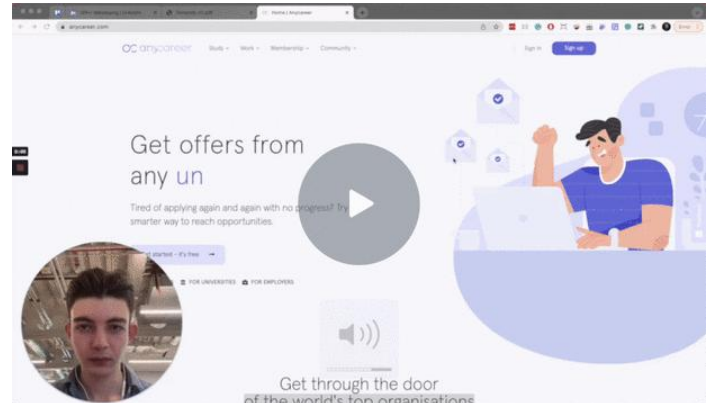 Home | Anycareer
anycareer.com
anycareer
Study
Work
Membership
Community
Sign in
Sign up
Get offers from
any un
Tired of applying again and again with no progress? Try
smarter way to reach opportunities.
started - it's free
FOR UNIVERSITIES
FOR EMPLOYERS
Get through the door
of the world's top organisations